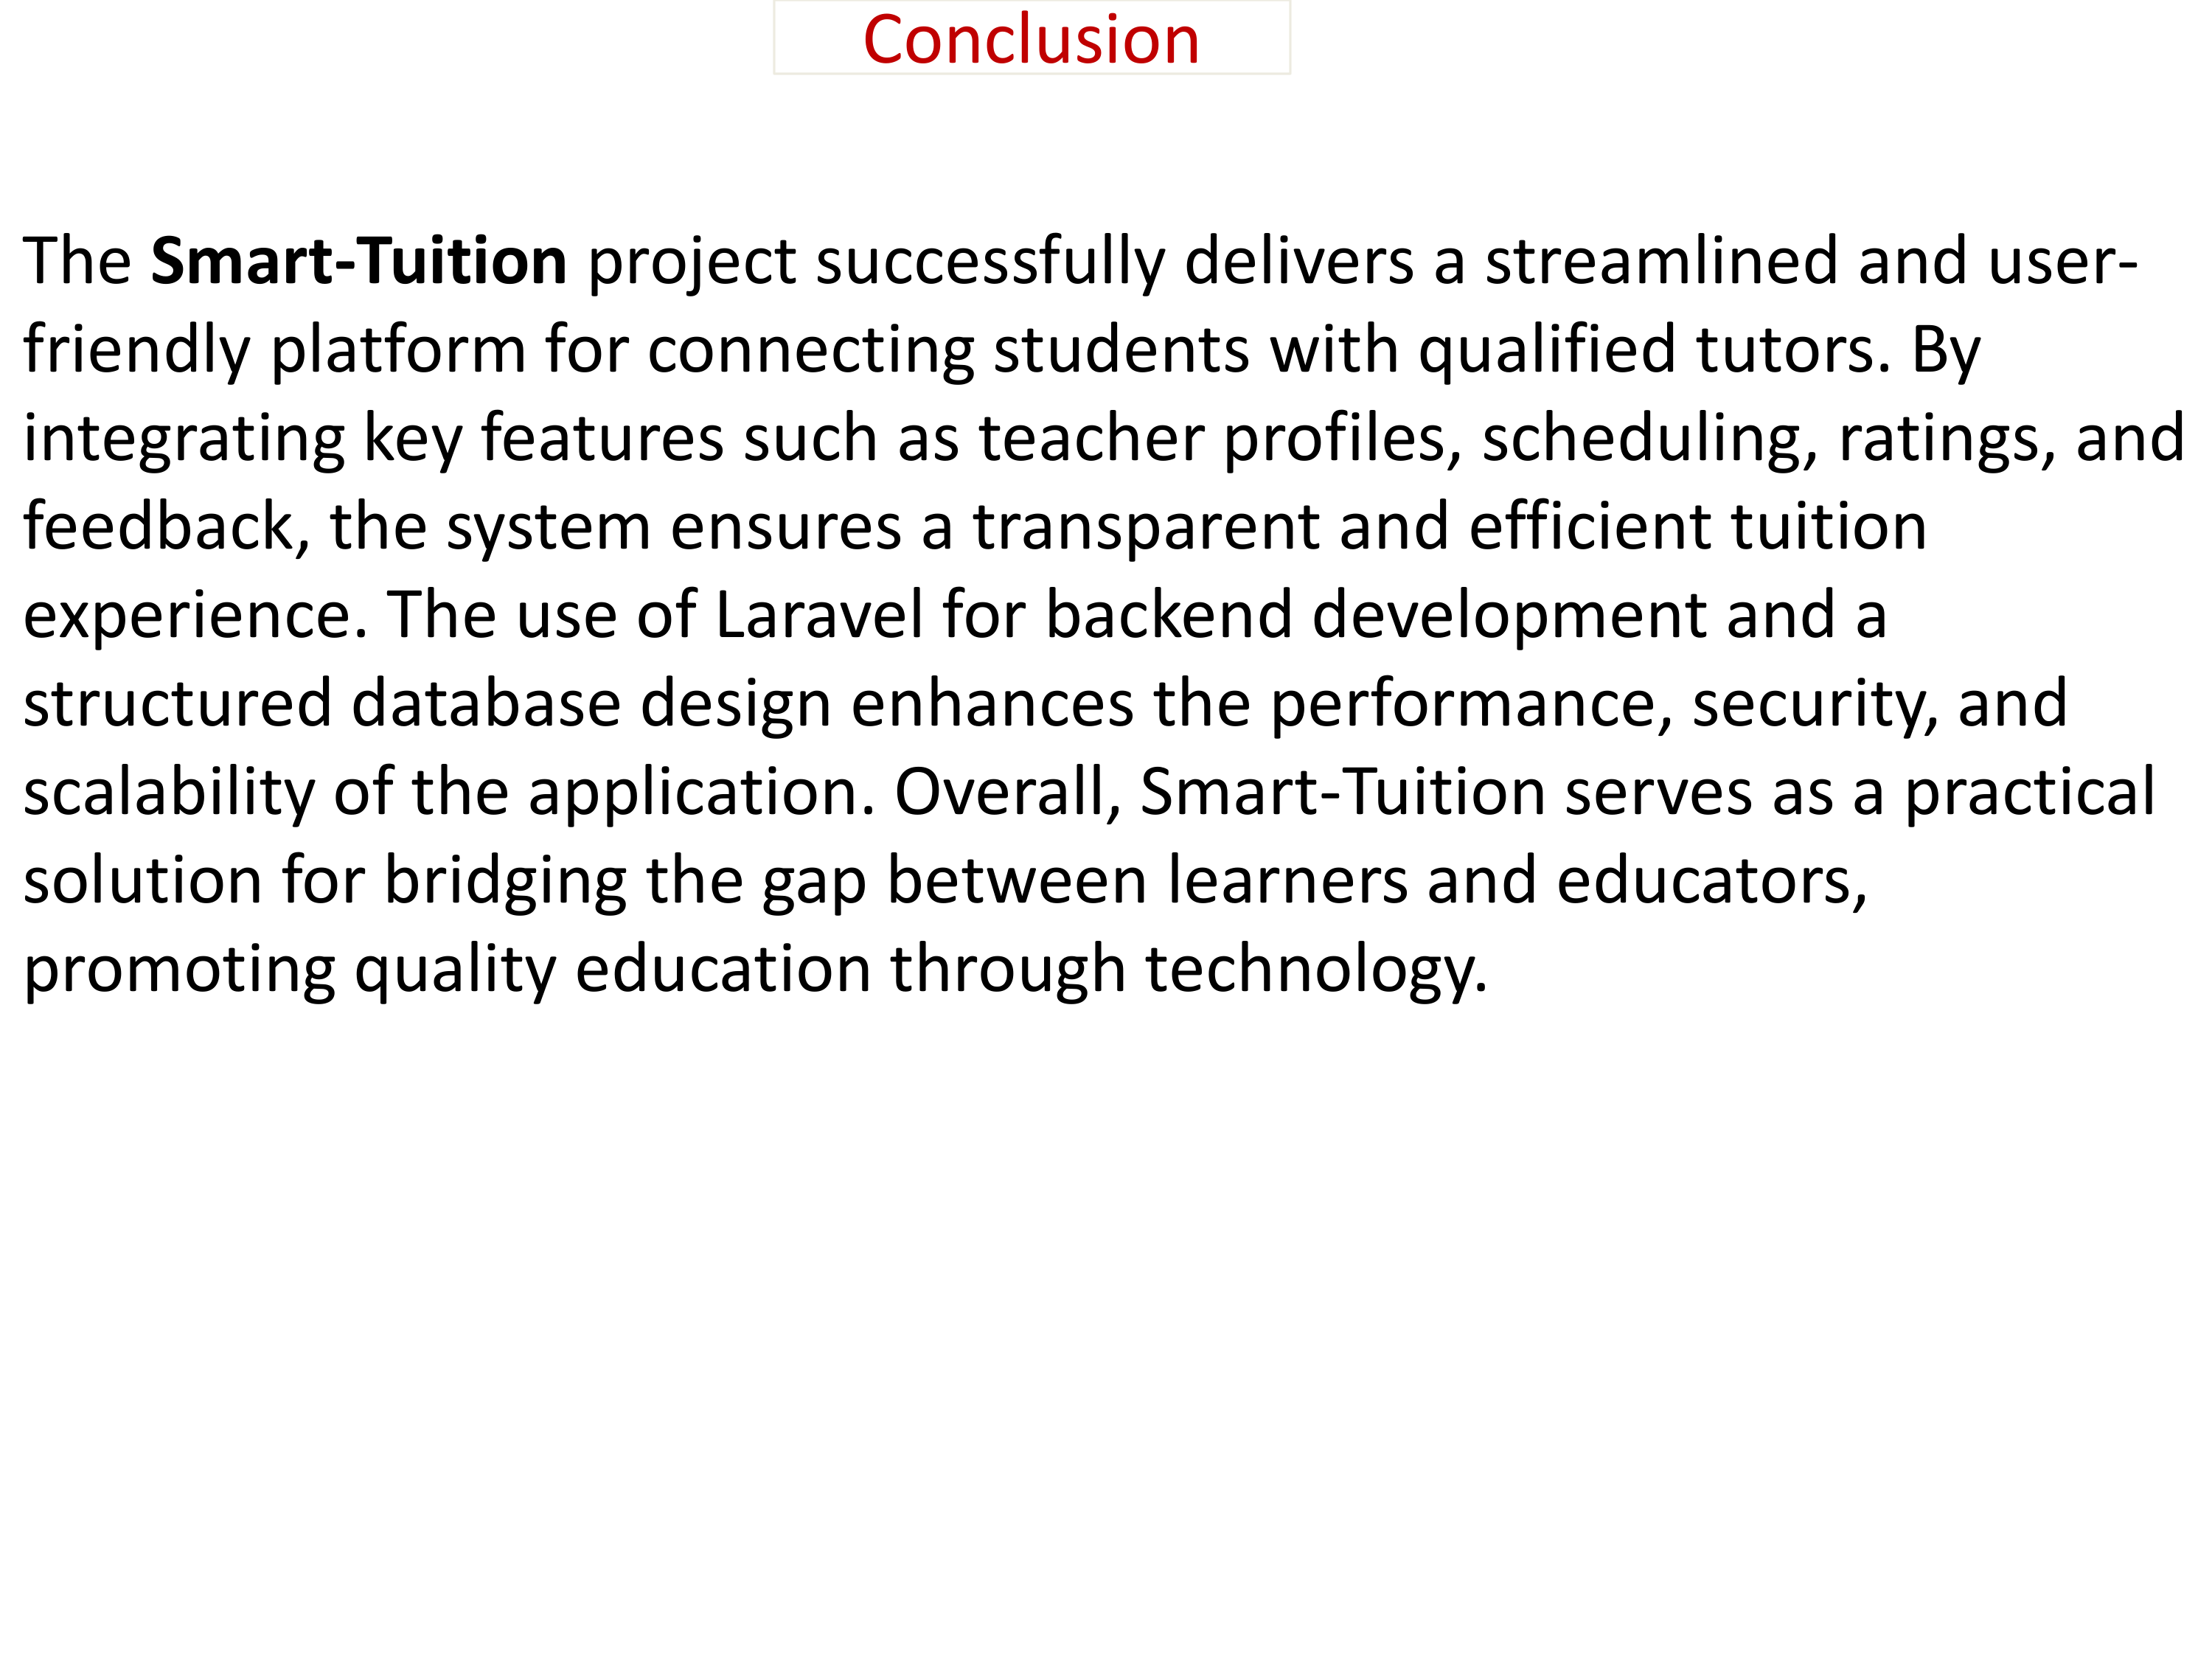 Conclusion
The Smart-Tuition project successfully delivers a streamlined and user-
friendly platform for connecting students with qualified tutors. By
integrating key features such as teacher profiles, scheduling, ratings, and
feedback, the system ensures a transparent and efficient tuition
experience. The use of Laravel for backend development and a
structured database design enhances the performance, security, and
scalability of the application. Overall, Smart-Tuition serves as a practical
solution for bridging the gap between learners and educators,
promoting quality education through technology.